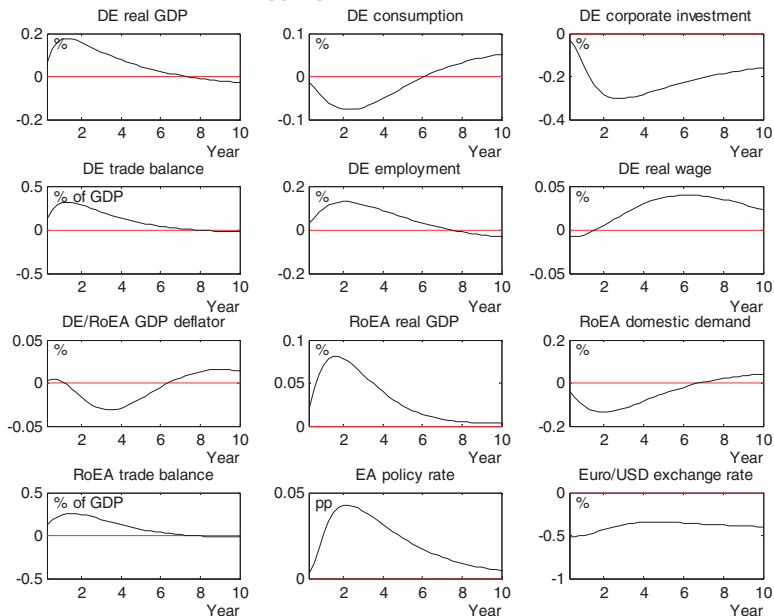 DE real GDP
%
0.2
0
-0.2
2 4 6 8 10
Year
DE consumption
%
0.1
0
-0.1
2 4 6 8 10
Year
DE corporate investment
%
0
-0.2
-0.4
2 4 6 8 10
Year
DE trade balance
% of GDP
0.5
0
-0.5
2 4 6 8 10
Year
DE employment
%
0.2
0
-0.2
2 4 6 8 10
Year
DE real wage
%
0.05
0
-0.05
2 4 6 8 10
Year
DE/RoEA GDP deflator
%
0.05
0
-0.05
2 4 6 8 10
Year
RoEA real GDP
%
0.1
0.05
0
2 4 6 8 10
Year
RoEA domestic demand
%
0.2
0
-0.2
2 4 6 8 10
Year
RoEA trade balance
% of GDP
0.5
0
-0.5
2 4 6 8 10
Year
EA policy rate
pp
0.05
0
2 4 6 8 10
Year
Euro/USD exchange rate
%
0
-0.5
-1
2 4 6 8 10
Year